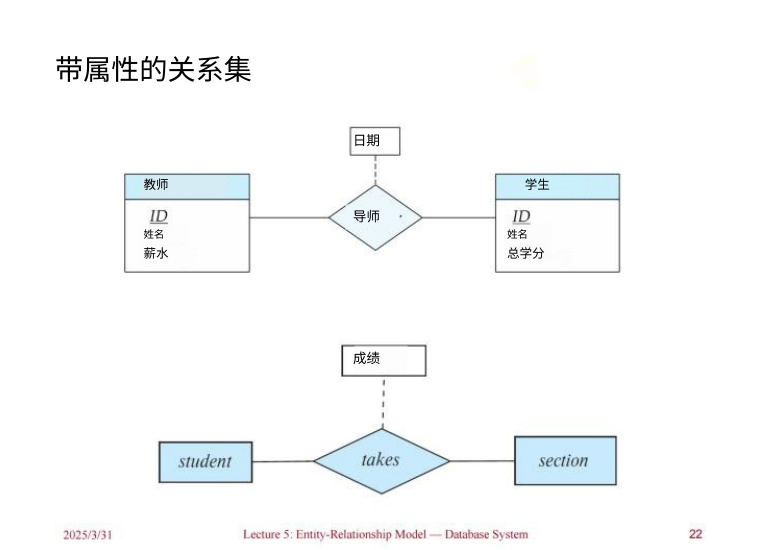 带属性的关系集
日期
教师
ID
姓名
薪水
导师
学生
ID
姓名
总学分
成绩
student
takes
section
2025/3/31
Lecture 5: Entity-Relationship Model — Database System
22